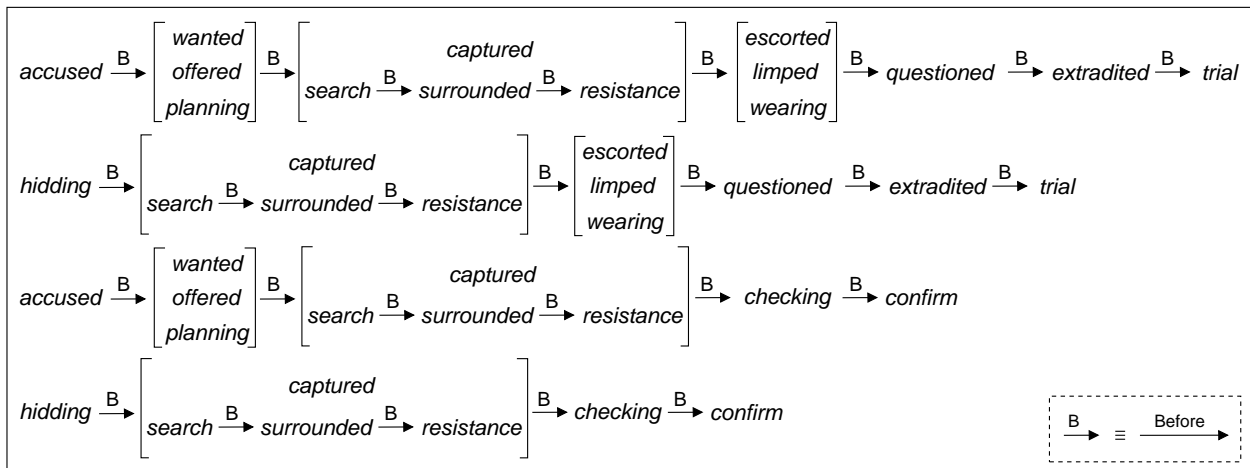 wanted captured escorted
accused B offered B search B surrounded B resistance B limped B questioned B extradited B trial
planning wearing
captured escorted
hidding B search B surrounded B resistance B limped B questioned B extradited B trial
wearing
wanted captured
accused B offered B search B surrounded B resistance B checking B confirm
planning
captured
hidding B search B surrounded B resistance B checking B confirm
B ≡ Before